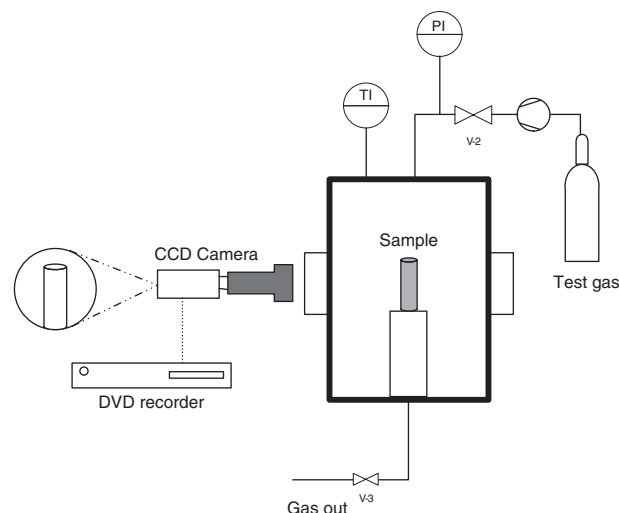 PI
TI
V-2
CCD Camera
Sample
Test gas
DVD recorder
V-3
Gas out